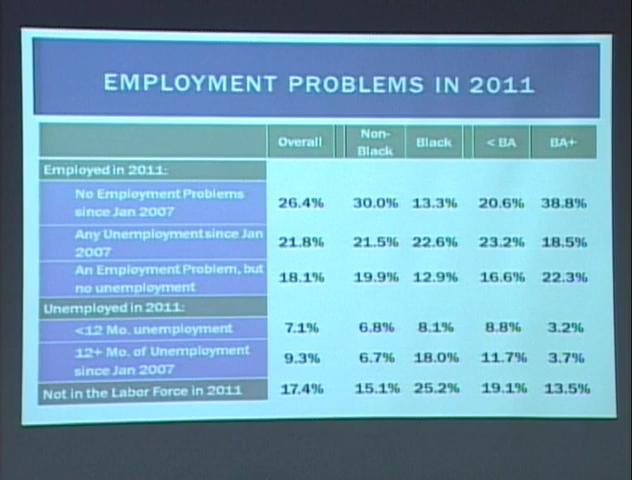 EMPLOYMENT PROBLEMS IN 2011
Overall Non-Black Black < BA BA+
Employed in 2011:
No Employment Problems since Jan 2007 26.4% 30.0% 13.3% 20.6% 38.8%
Any Unemployment since Jan 2007 21.8% 21.5% 22.6% 23.2% 18.5%
An Employment Problem, but no unemployment 18.1% 19.9% 12.9% 16.6% 22.3%
Unemployed in 2011:
<12 Mo. unemployment 7.1% 6.8% 8.1% 8.8% 3.2%
12+ Mo. of Unemployment since Jan 2007 9.3% 6.7% 18.0% 11.7% 3.7%
Not in the Labor Force in 2011 17.4% 15.1% 25.2% 19.1% 13.5%